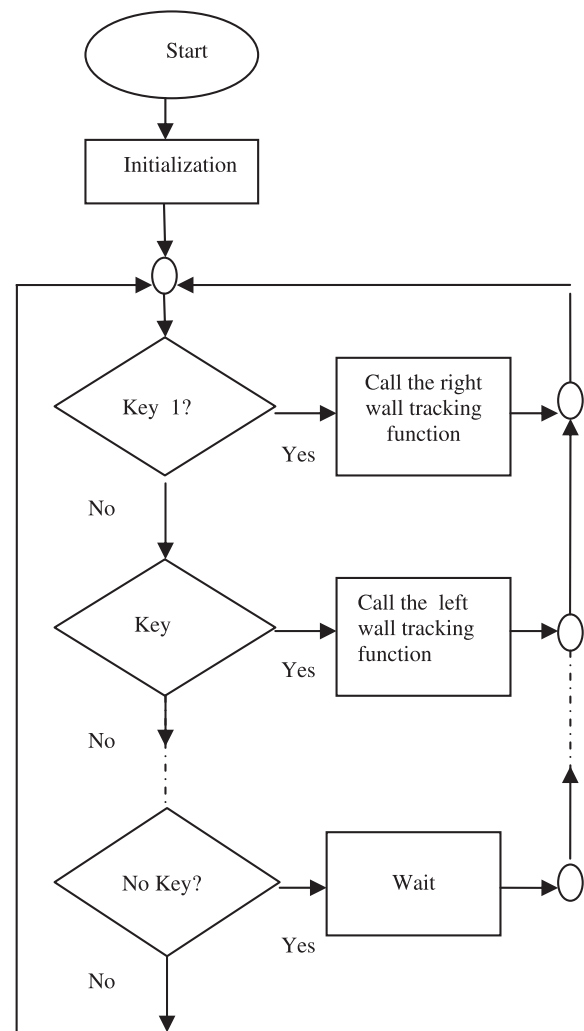 Start
Initialization
Key 1?
Call the right
wall tracking
function
Yes
No
Key
Call the left
wall tracking
function
Yes
No
No Key?
Wait
Yes
No